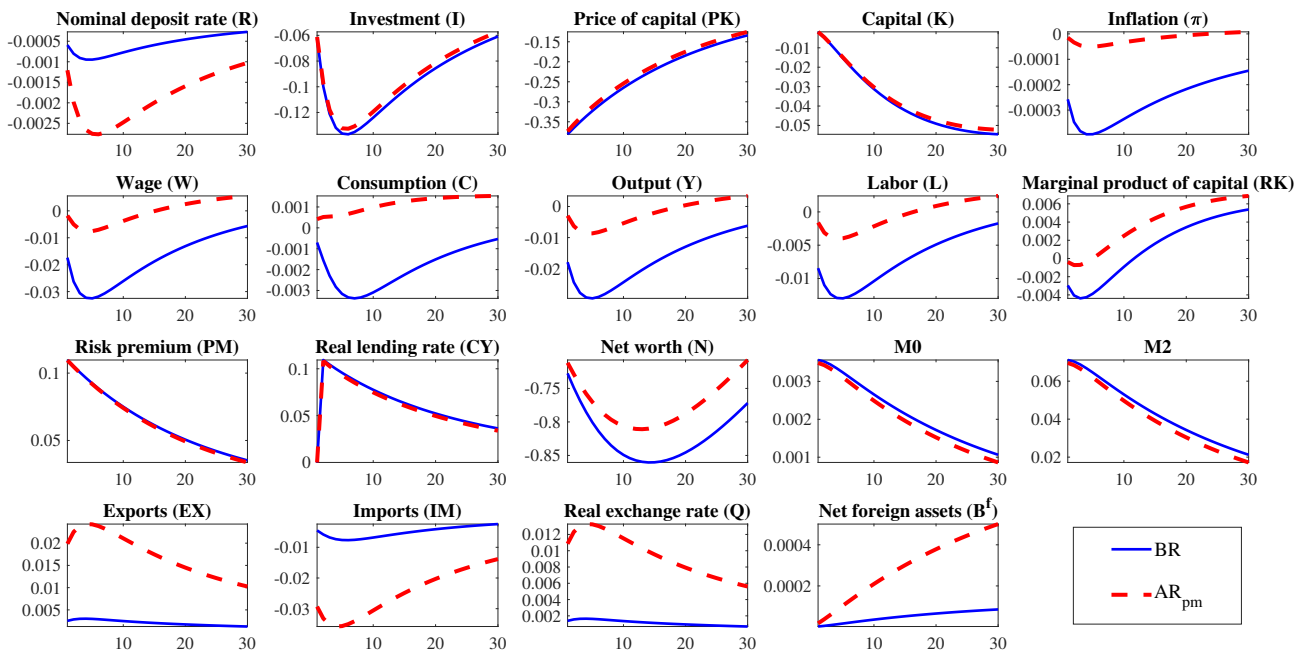 Nominal deposit rate (R) Investment (I) Price of capital (PK) Capital (K) Inflation (π)
-0.0005 -0.06 -0.15 -0.01 0
-0.001 -0.2 -0.02 -0.0001
-0.0015 -0.09 -0.25 -0.03
-0.002 -0.12 -0.3 -0.04 -0.0003
-0.0025 -0.35 -0.05
10 20 30 10 20 30 10 20 30 10 20 30 10 20 30
Wage (W) Consumption (C) Output (Y) Labor (L) Marginal product of capital (RK)
0 0.001 0 0 0.006
-0.01 0 -0.01 -0.005 0.004
-0.02 -0.001 -0.02 -0.01 0.002
-0.03 -0.002 0
-0.003 -0.002
-0.004
10 20 30 10 20 30 10 20 30 10 20 30 10 20 30
Risk premium (PM) Real lending rate (CY) Net worth (N) M0 M2
0.1 0.1 -0.75 0.003 0.06
0.05 0.05 -0.8 0.002 0.04
0 -0.85 0.001 0.02
10 20 30 10 20 30 10 20 30 10 20 30 10 20 30
Exports (EX) Imports (IM) Real exchange rate (Q) Net foreign assets (B^f)
0.02 -0.01 0.012 0.0004
0.015 -0.02 0.01 0.0002
0.01 -0.03 0.008
0.005 0.006
0.004
0.002
10 20 30 10 20 30 10 20 30 10 20 30
BR
AR_pm